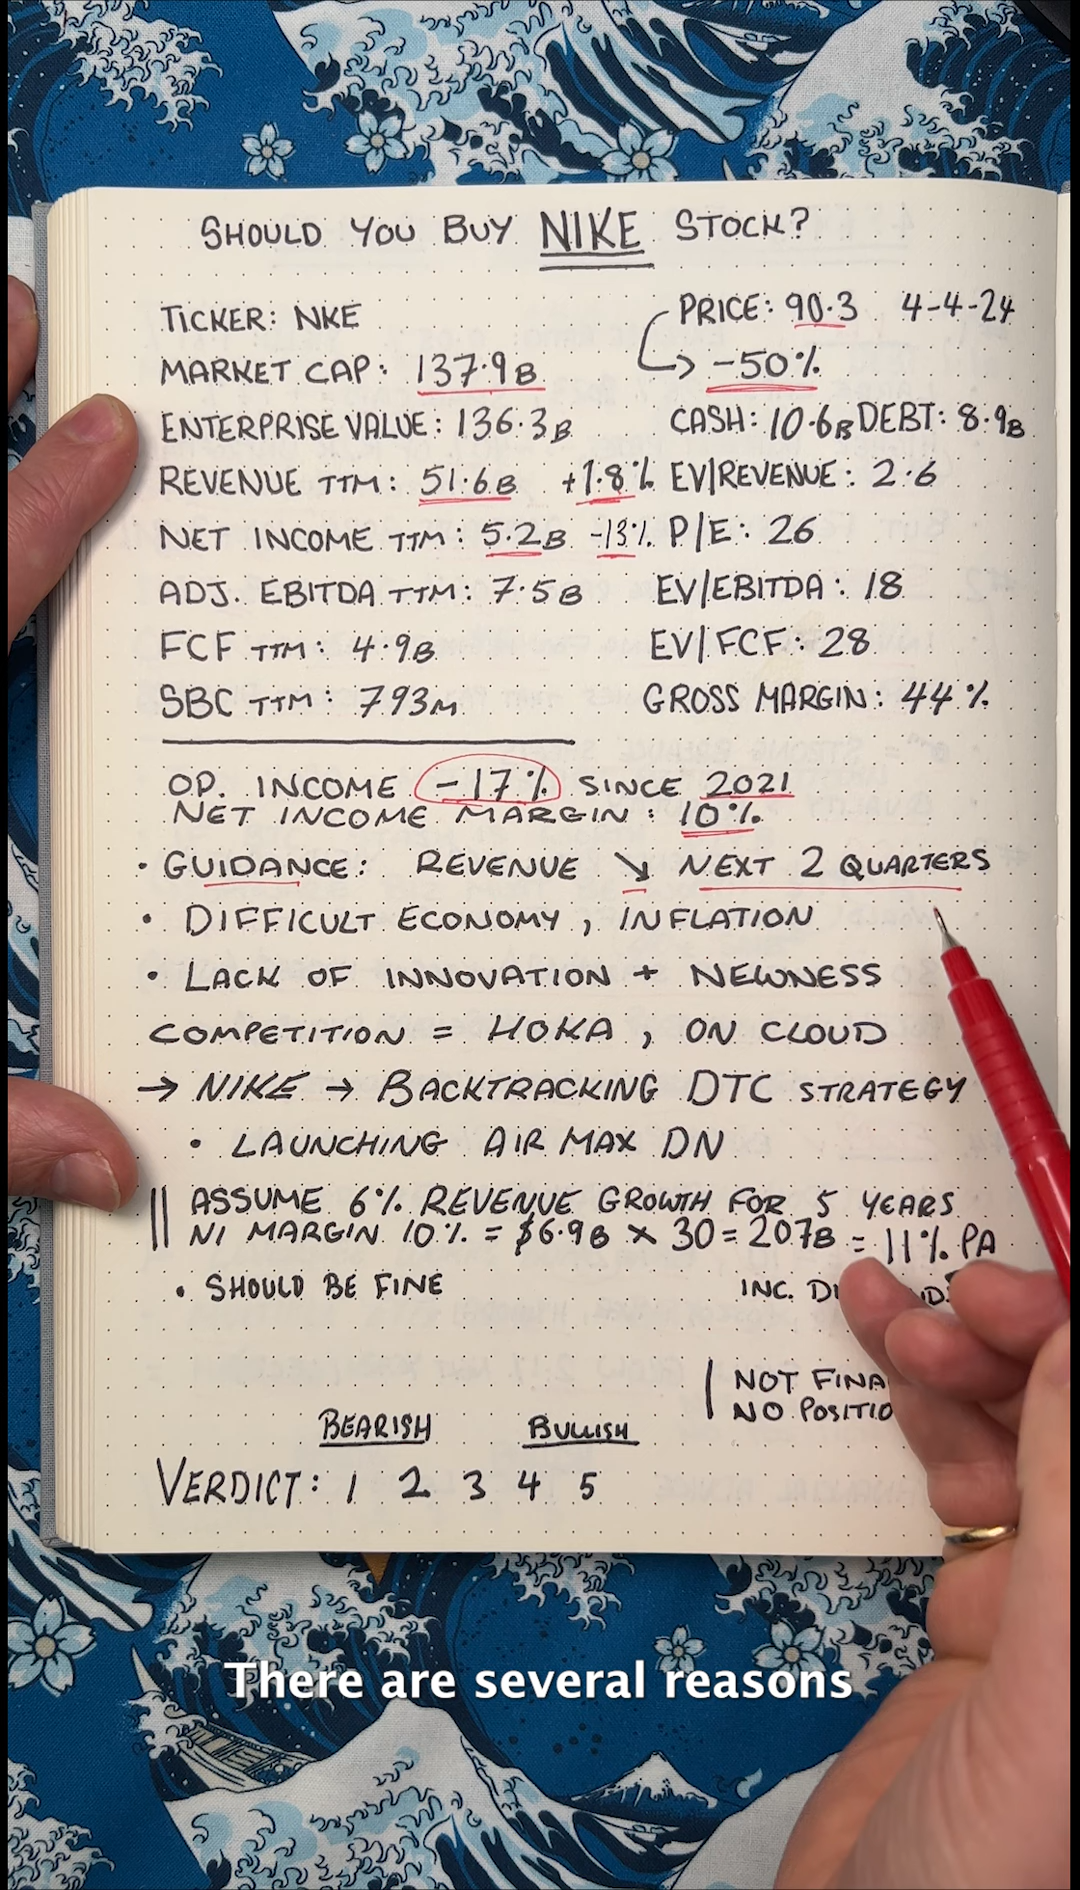 SHOULD YOU BUY NIKE STOCK?
TICKER: NKE PRICE: 90.3 4-4-24
MARKET CAP: 137.9B → -50%
ENTERPRISE VALUE: 136.3B CASH: 10.6B DEBT: 8.9B
REVENUE TTM: 51.6B +1.8% EV/REVENUE: 2.6
NET INCOME TTM: 5.2B -13% P/E: 26
ADJ. EBITDA TTM: 7.5B EV/EBITDA: 18
FCF TTM: 4.9B EV/FCF: 28
SBC TTM: 793M GROSS MARGIN: 44%
OP. INCOME -17% SINCE 2021
NET INCOME MARGIN: 10%
• GUIDANCE: REVENUE ↘ NEXT 2 QUARTERS
• DIFFICULT ECONOMY, INFLATION
• LACK OF INNOVATION + NEWNESS
COMPETITION = HOKA, ON CLOUD
→ NIKE → BACKTRACKING DTC STRATEGY
• LAUNCHING AIR MAX DN
ASSUME 6% REVENUE GROWTH FOR 5 YEARS
NI MARGIN 10% = $6.9B × 30 = 207B = 11% PA
• SHOULD BE FINE INC.
NOT
NO
BEARISH BULLISH
VERDICT: 1 2 3 4 5
There are several reasons